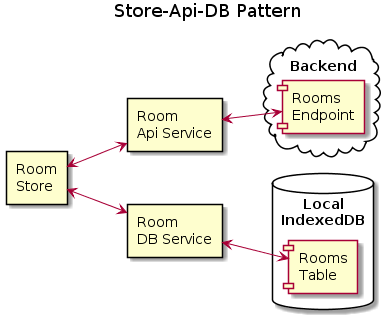 Store-Api-DB Pattern
Backend
Rooms
Endpoint
Room
Api Service
Room
Store
Room
DB Service
Local
IndexedDB
Rooms
Table